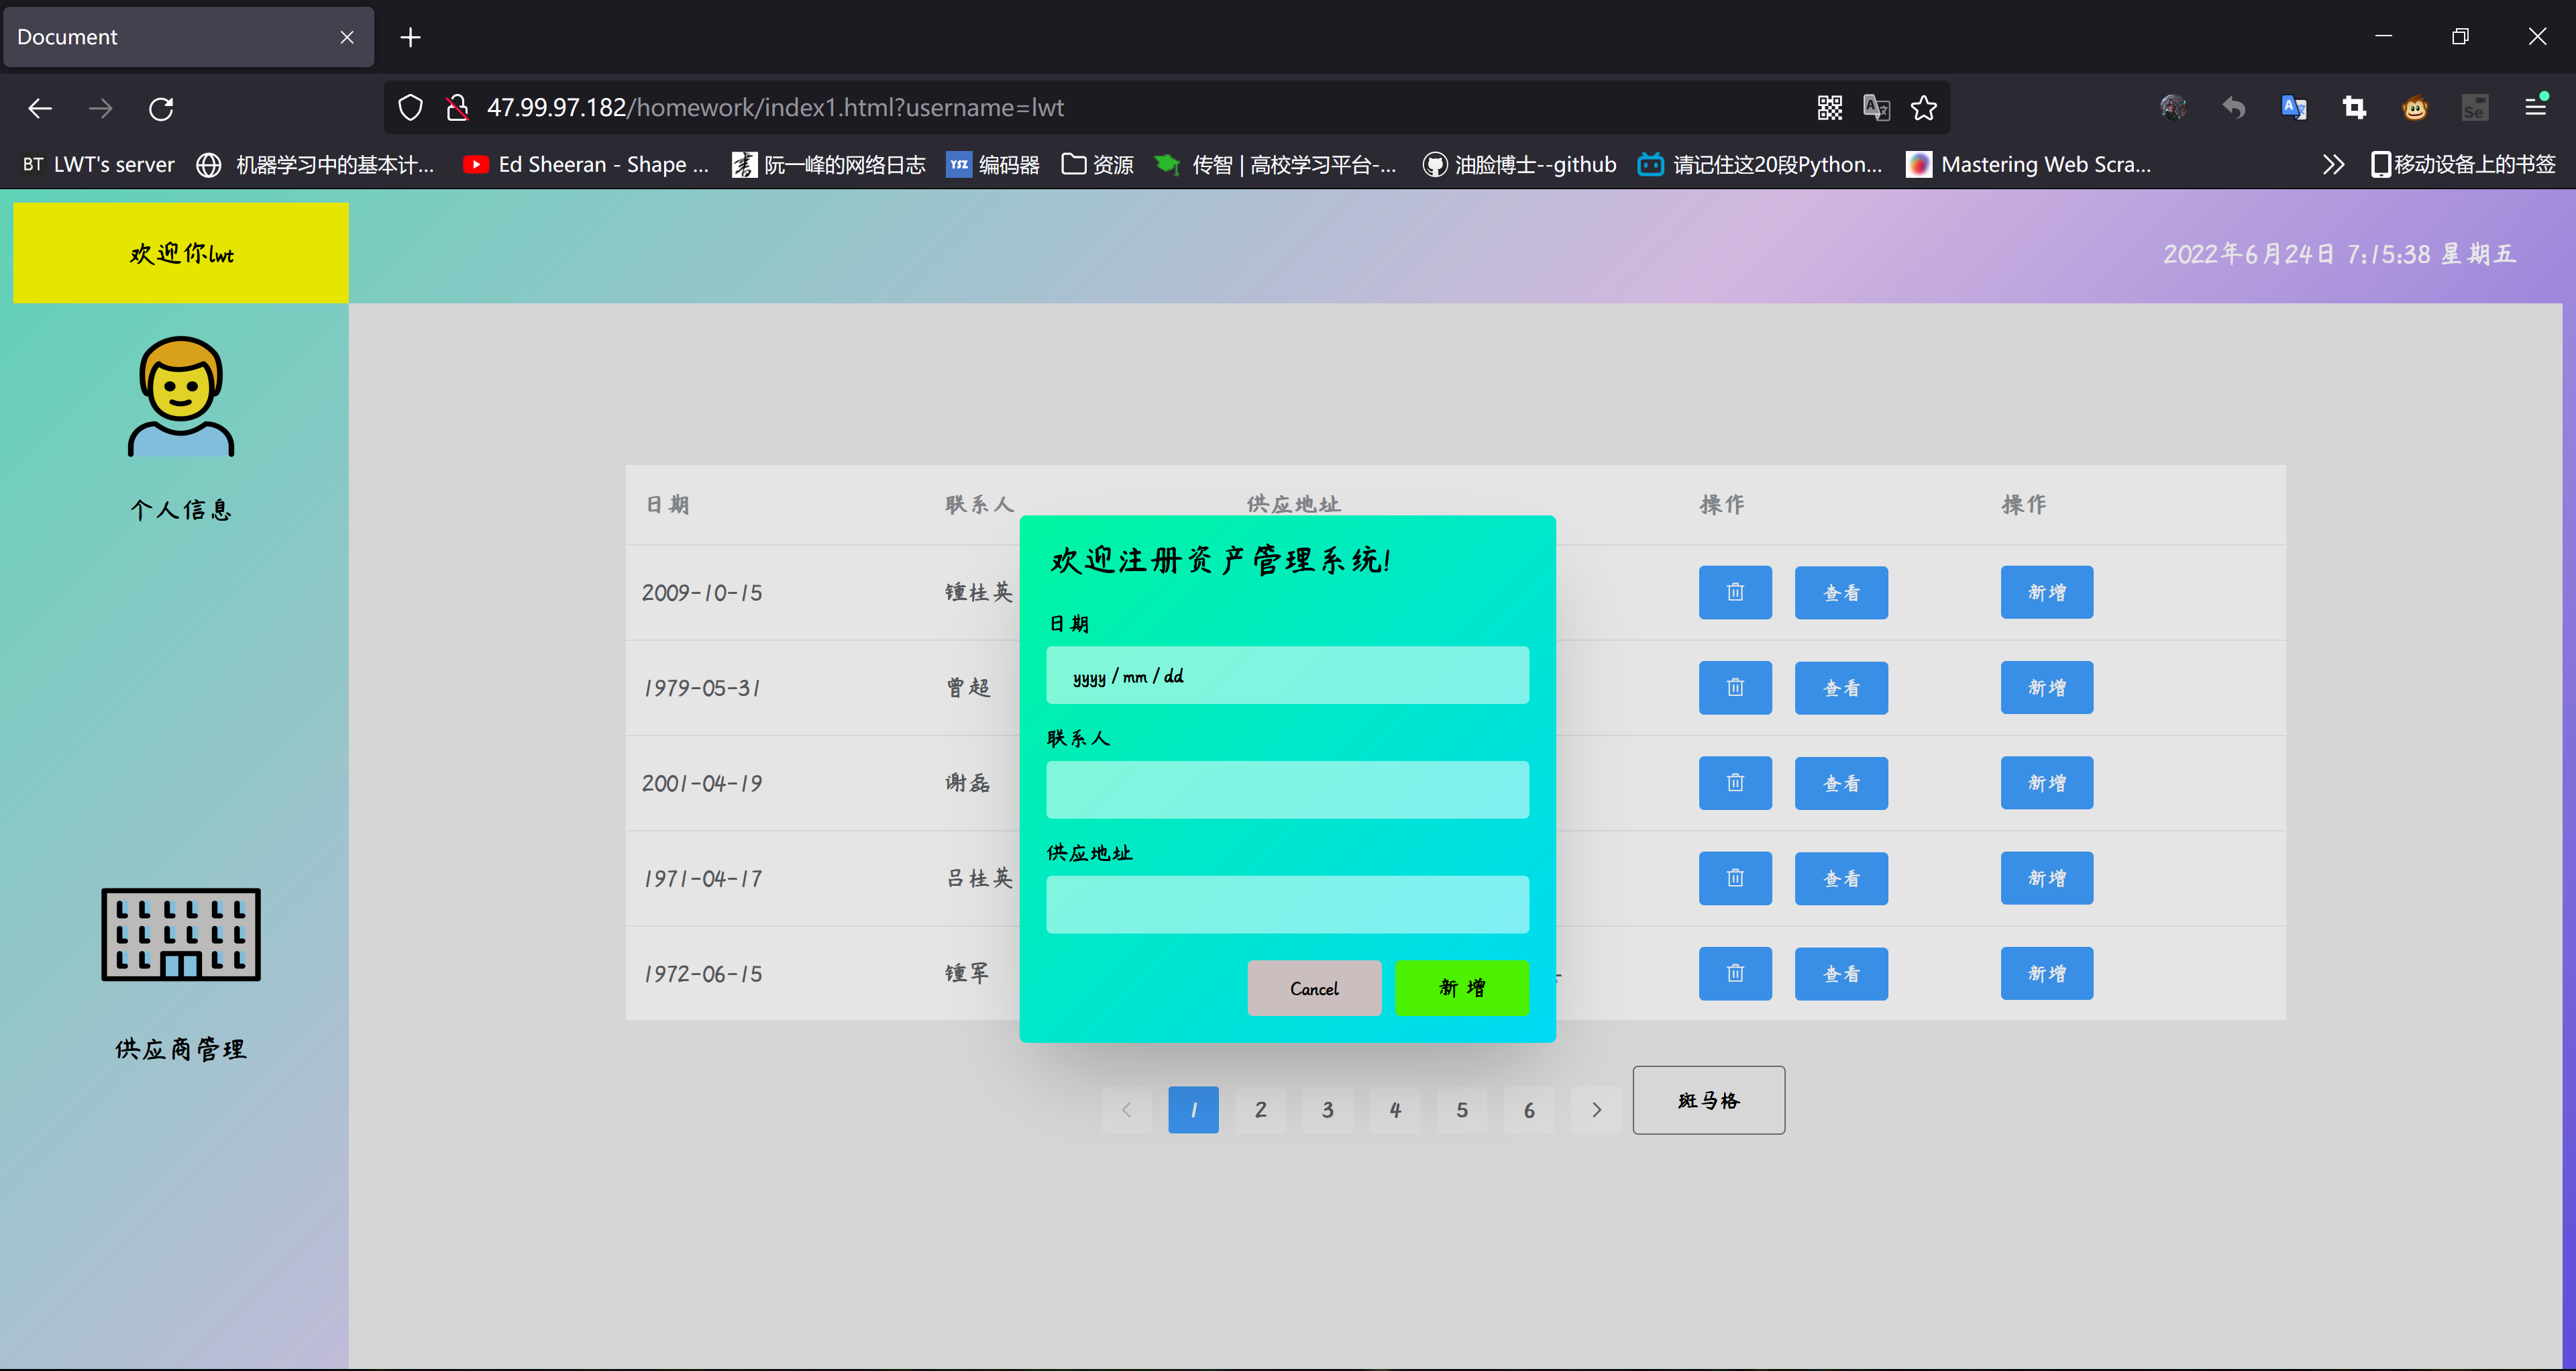 Document
47.99.97.182/homework/index1.html?username=lwt
BT LWT's server 机器学习中的基本计... Ed Sheeran - Shape ... 阮一峰的网络日志 YSZ 编码器 资源 传智 | 高校学习平台-... 油脸博士--github 请记住这20段Python... Mastering Web Scra... 移动设备上的书签
欢迎你lwt
2022年6月24日 7:15:38 星期五
个人信息
供应商管理
日期 联系人 供应地址 操作 操作
2009-10-15 锺桂英 查看 新增
1979-05-31 曾超 查看 新增
2001-04-19 谢磊 查看 新增
1971-04-17 吕桂英 查看 新增
1972-06-15 锺军 查看 新增
欢迎注册资产管理系统!
日期
yyyy / mm / dd
联系人
供应地址
Cancel 新 增
1 2 3 4 5 6 斑马格